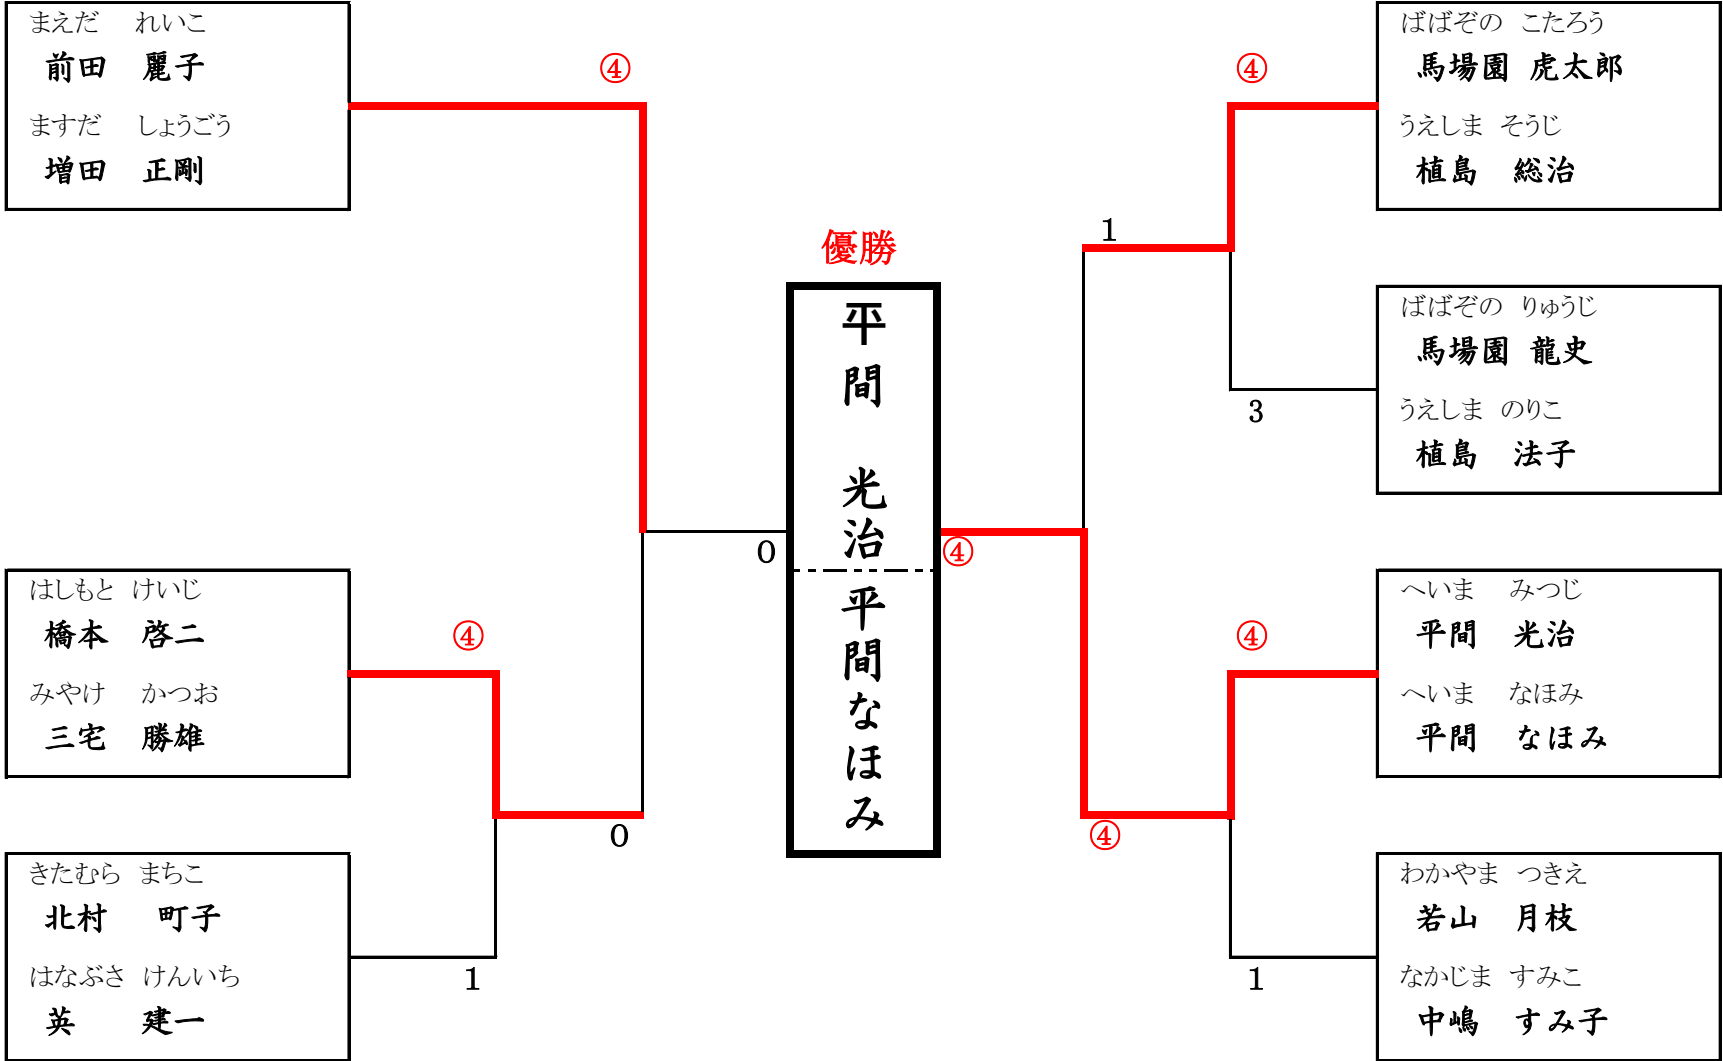 まえだ れいこ
前田 麗子
ますだ しょうごう
増田 正剛
④
はしもと けいじ
橋本 啓二
みやけ かつお
三宅 勝雄
④
0
きたむら まちこ
北村 町子
はなぶさ けんいち
英 建一
1
優勝
平間 光治
平間なほみ
0
④
ばばぞの こたろう
馬場園 虎太郎
うえしま そうじ
植島 総治
④
1
ばばぞの りゅうじ
馬場園 龍史
うえしま のりこ
植島 法子
3
へいま みつじ
平間 光治
へいま なほみ
平間 なほみ
④
④
わかやま つきえ
若山 月枝
なかじま すみこ
中嶋 すみ子
1